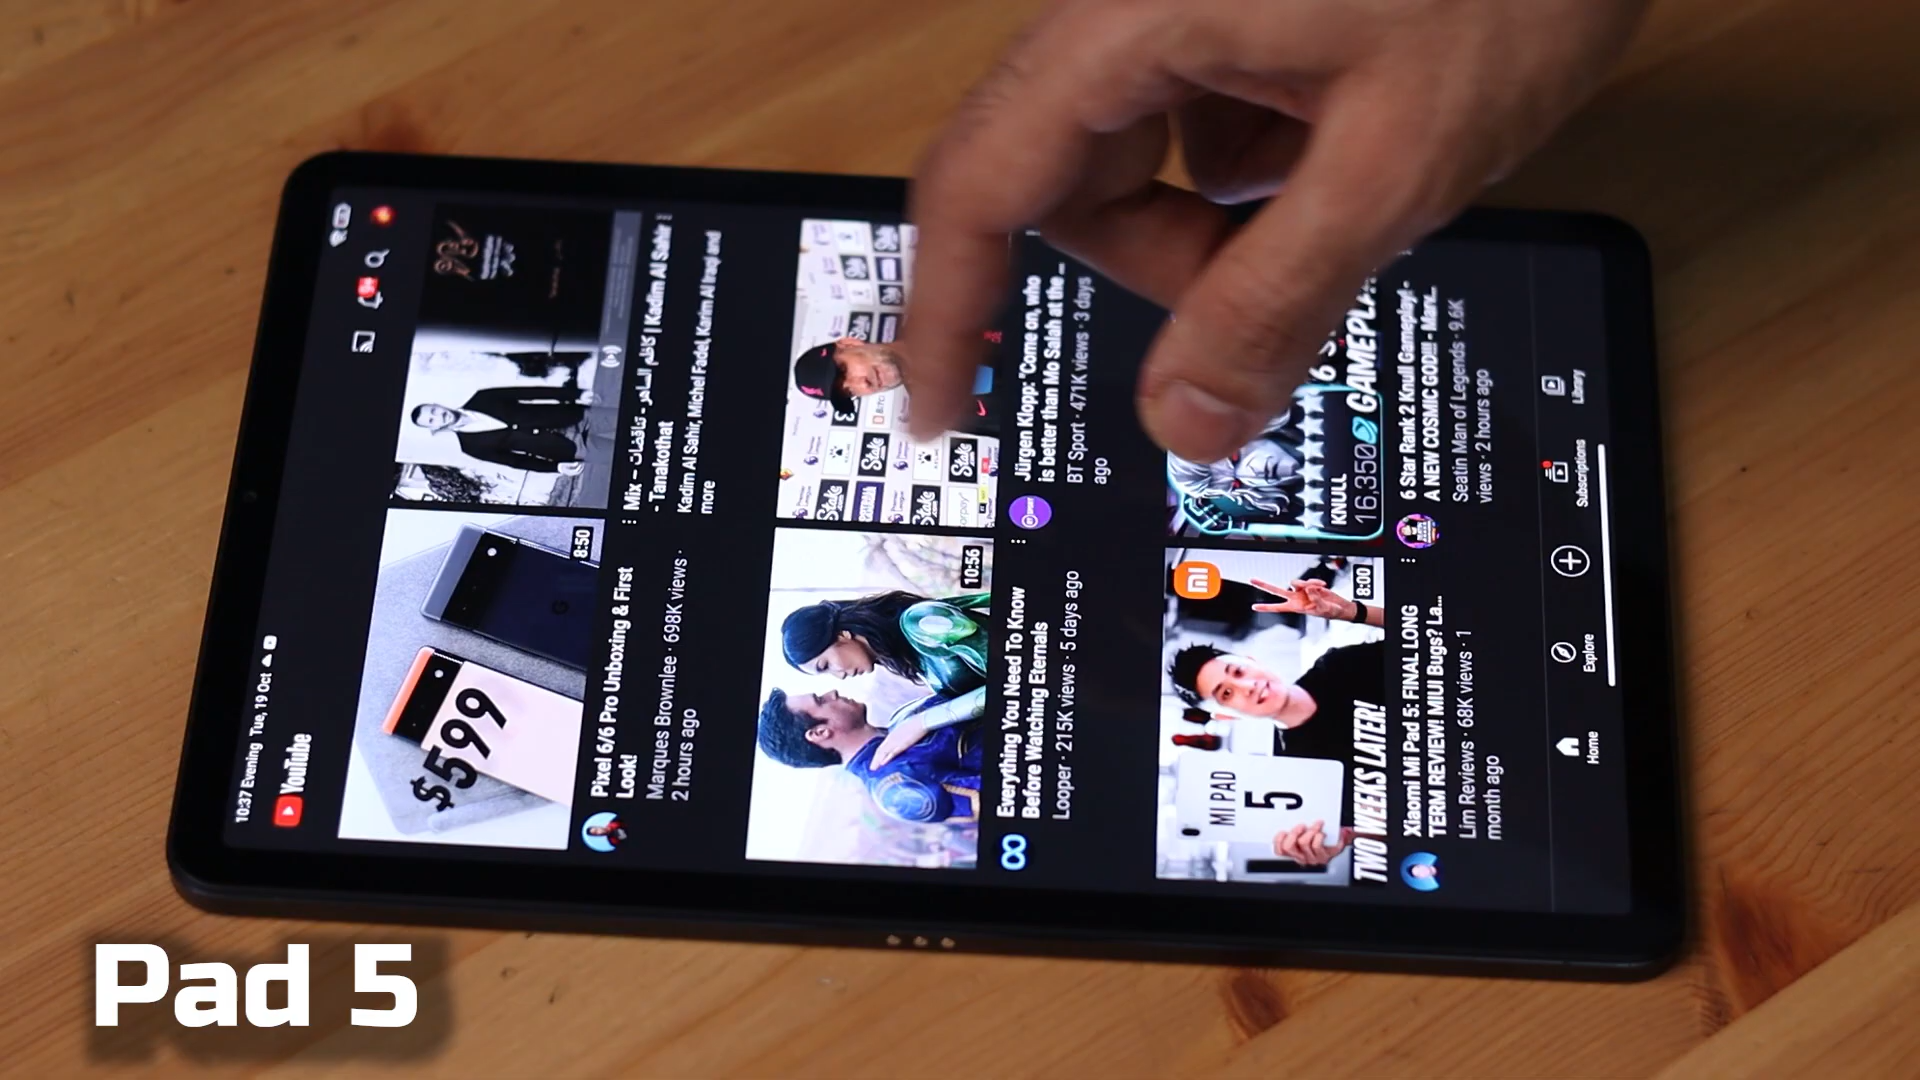 10:37 Evening Tue, 19 Oct
YouTube
9+
$599
8:50
Pixel 6/6 Pro Unboxing & First
Look!
Marques Brownlee · 698K views ·
2 hours ago
Mix – كاظم الساهر - تناقضات | Kadim Al Sahir
- Tanakothat
Kadim Al Sahir, Michel Fadel, Karim Al Iraqi and
more
10:56
Everything You Need To Know
Before Watching Eternals
Looper · 215K views · 5 days ago
Stake
Stake
Stake
Stake
Jürgen Klopp: "Come on, who
is better than Mo Salah at the ...
BT Sport · 471K views · 3 days
ago
MI PAD
5
TWO WEEKS LATER!
8:00
Xiaomi Mi Pad 5: FINAL LONG
TERM REVIEW! MIUI Bugs? La...
Lim Reviews · 68K views · 1
month ago
KNULL
16,350
GAMEPLA
6 Star Rank 2 Knull Gameplay! -
A NEW COSMIC GOD!!! - Marv...
Seatin Man of Legends · 9.6K
views · 2 hours ago
Home
Explore
Subscriptions
Library
Pad 5